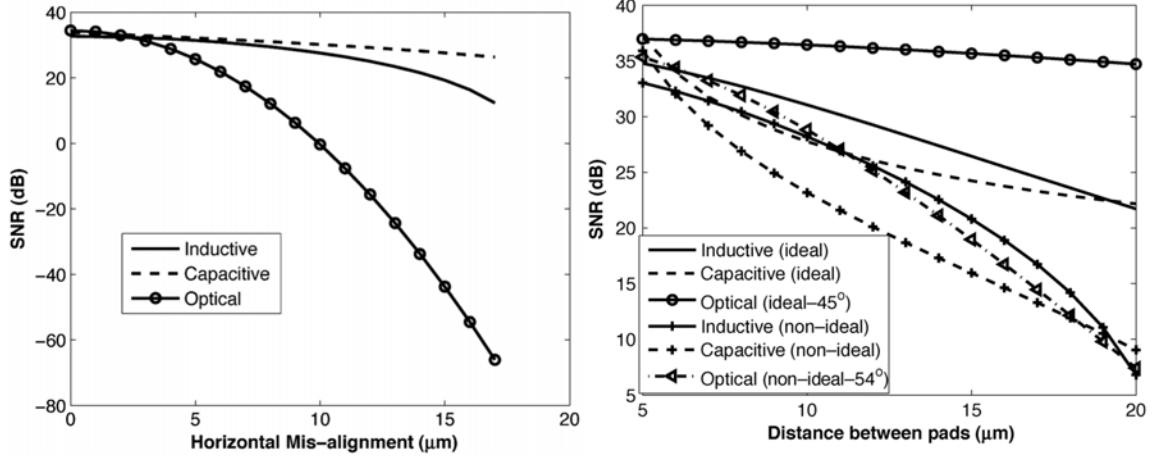 40
20
0
−20
−40
−60
−80
SNR (dB)
Inductive
Capacitive
Optical
0 5 10 15 20
Horizontal Mis−alignment (μm)
40
35
30
25
20
15
10
5
SNR (dB)
Inductive (ideal)
Capacitive (ideal)
Optical (ideal−45°)
Inductive (non−ideal)
Capacitive (non−ideal)
Optical (non−ideal−54°)
5 10 15 20
Distance between pads (μm)